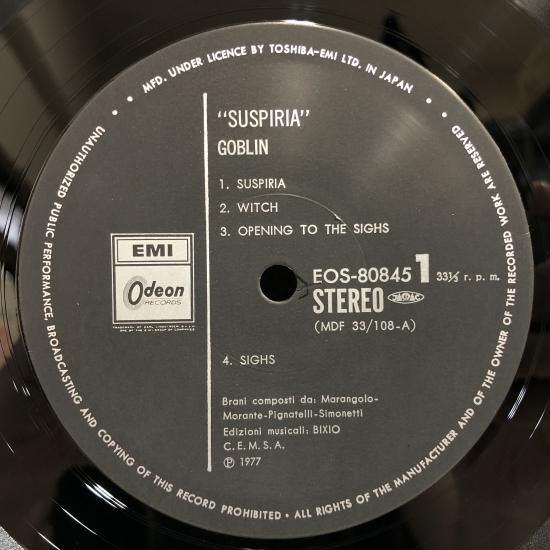 • • MFD. UNDER LICENCE BY TOSHIBA-EMI LTD. IN JAPAN • •
UNAUTHORIZED PUBLIC PERFORMANCE, BROADCASTING AND COPYING OF THIS RECORD PROHIBITED • ALL RIGHTS OF THE MANUFACTURER AND OF THE OWNER OF THE RECORDED WORK ARE RESERVED
"SUSPIRIA"
GOBLIN
1. SUSPIRIA
2. WITCH
3. OPENING TO THE SIGHS
EMI
Odeon
RECORDS
EOS-80845 1 33⅓ r. p. m.
STEREO
(MDF 33/108-A)
4. SIGHS
Brani composti da: Marangolo-
Morante-Pignatelli-Simonetti
Edizioni musicali: BIXIO
C. E. M. S. A.
℗ 1977